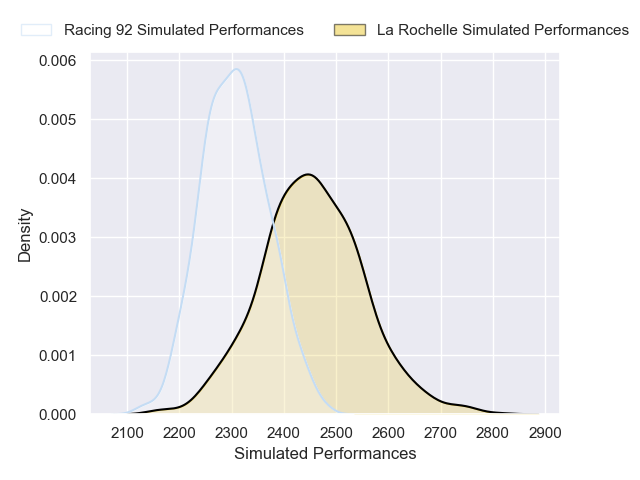 Racing 92 Simulated Performances
La Rochelle Simulated Performances
0.006
0.005
0.004
0.003
0.002
0.001
0.000
Density
2100 2200 2300 2400 2500 2600 2700 2800 2900
Simulated Performances